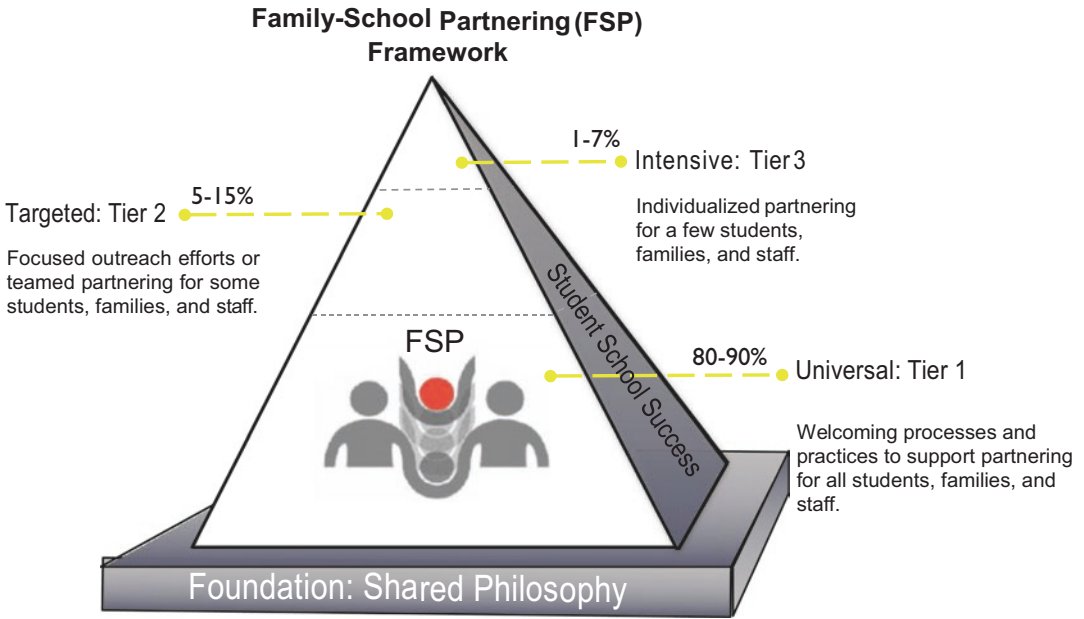 Family-School Partnering (FSP)
Framework
1-7%
Intensive: Tier 3
Individualized partnering
for a few students,
families, and staff.
5-15%
Targeted: Tier 2
Focused outreach efforts or
teamed partnering for some
students, families, and staff.
FSP
Student School Success
80-90%
Universal: Tier 1
Welcoming processes and
practices to support partnering
for all students, families, and
staff.
Foundation: Shared Philosophy